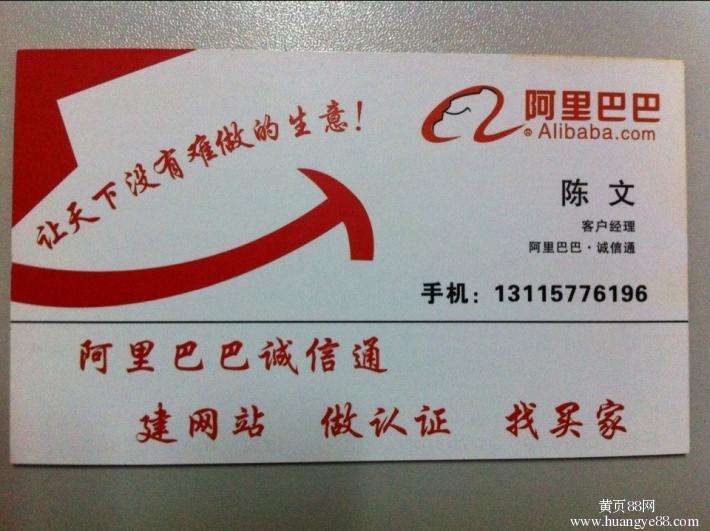 让天下没有难做的生意!
阿里巴巴
Alibaba.com
陈 文
客户经理
阿里巴巴·诚信通
手机：13115776196
阿里巴巴诚信通
建网站 做认证 找买家
黄页88网
www.huangye88.com